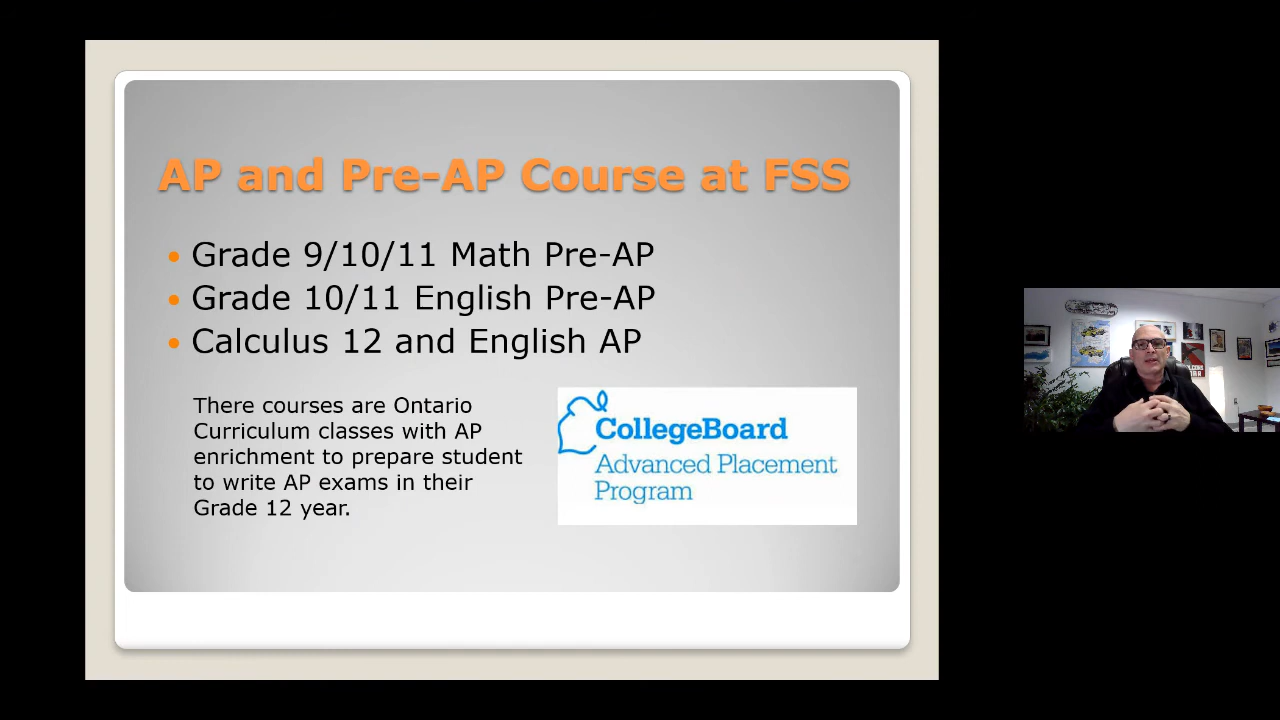 AP and Pre-AP Course at FSS
Grade 9/10/11 Math Pre-AP
Grade 10/11 English Pre-AP
Calculus 12 and English AP
There courses are Ontario
Curriculum classes with AP
enrichment to prepare student
to write AP exams in their
Grade 12 year.
CollegeBoard
Advanced Placement
Program